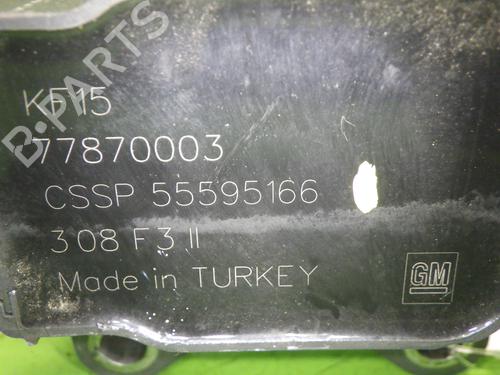 KF15
77870003
CSSP 55595166
308 F3 II
Made in TURKEY
GM
B-PARTS